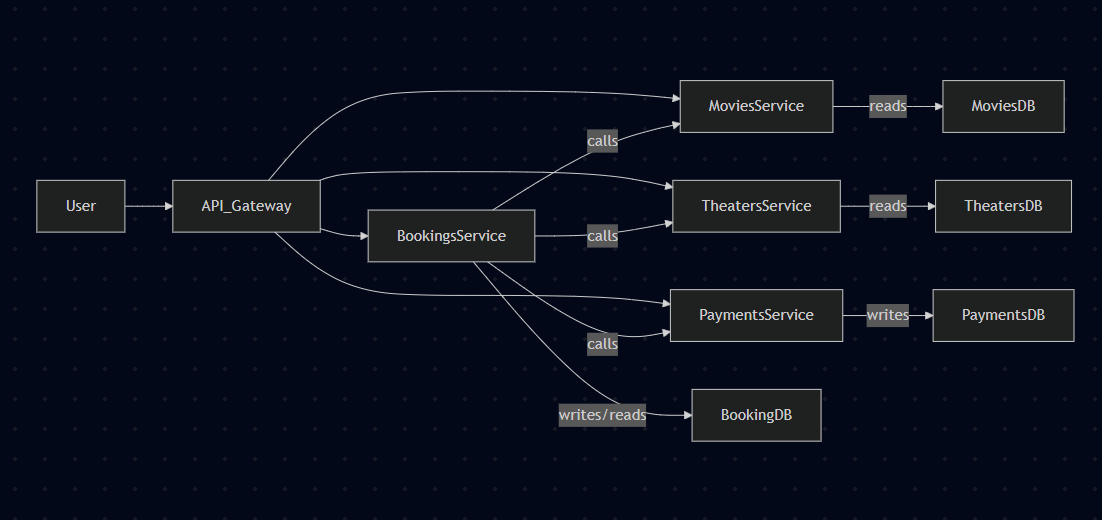 MoviesService
reads
MoviesDB
calls
User
API_Gateway
TheatersService
reads
TheatersDB
BookingsService
calls
PaymentsService
writes
PaymentsDB
calls
writes/reads
BookingDB